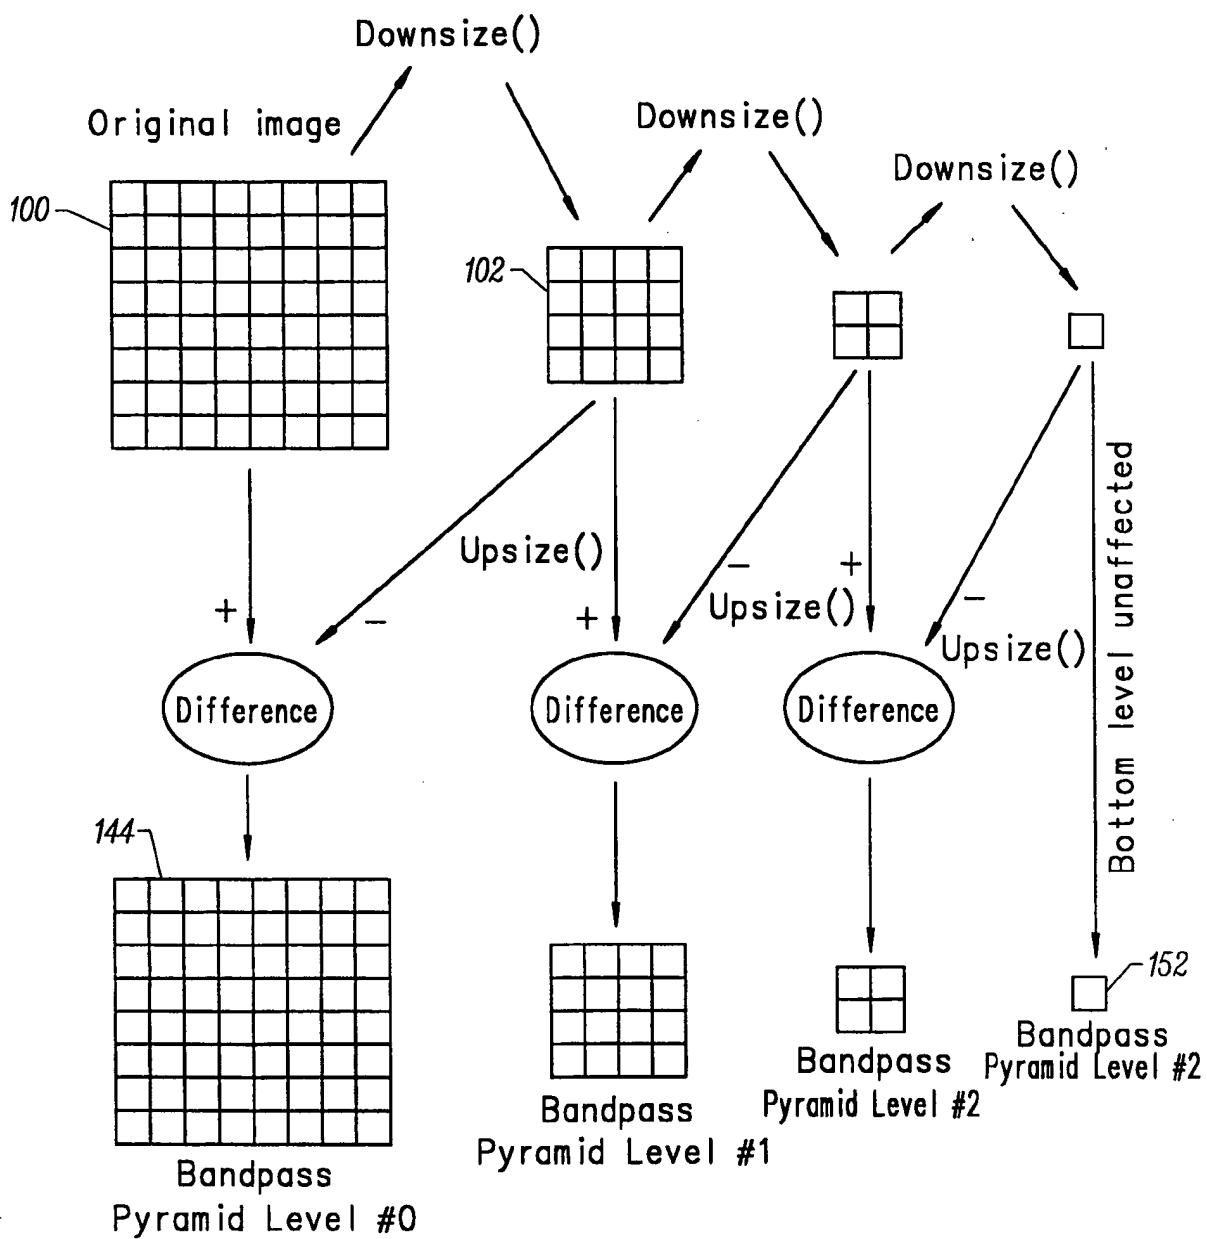 Downsize()
Original image
Downsize()
Downsize()
100
102
Upsize()
+
−
+
−
Upsize()
+
−
Upsize()
Bottom level unaffected
Difference
Difference
Difference
144
152
Bandpass
Pyramid Level #0
Bandpass
Pyramid Level #1
Bandpass
Pyramid Level #2
Bandpass
Pyramid Level #2